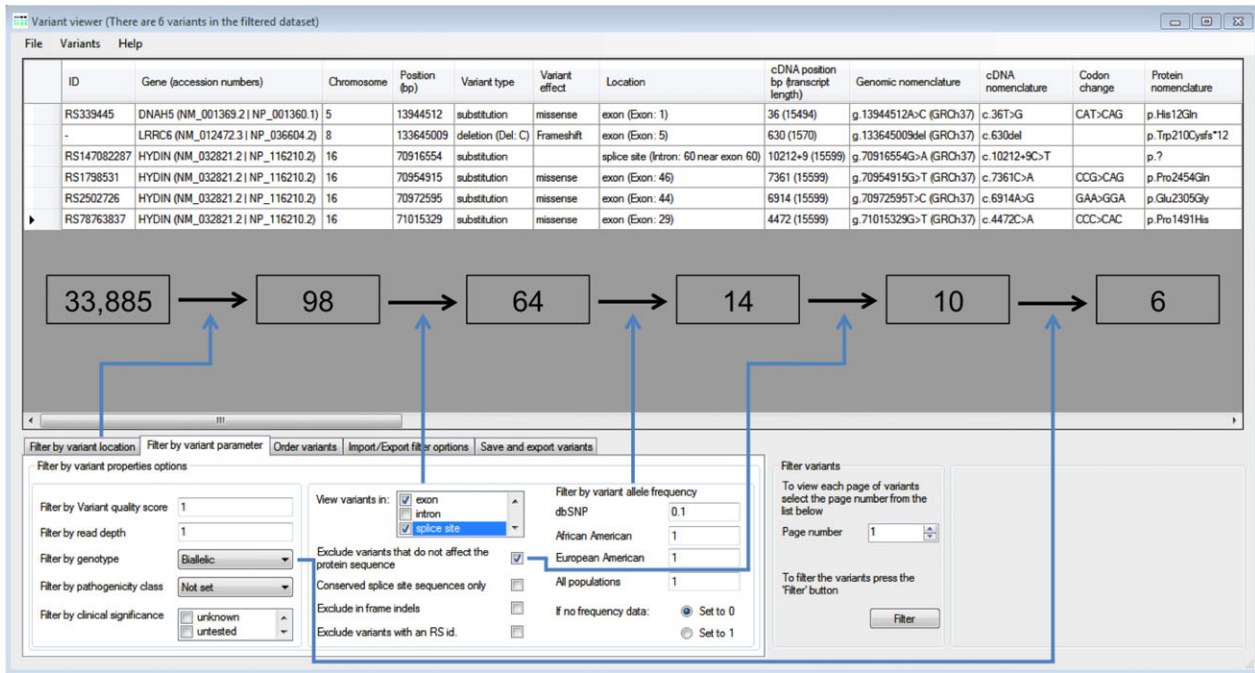 Variant viewer (There are 6 variants in the filtered dataset)
File Variants Help
ID Gene (accession numbers) Chromosome Position (bp) Variant type Variant effect Location cDNA position bp (transcript length) Genomic nomenclature cDNA nomenclature Codon change Protein nomenclature
RS339445 DNAH5 (NM_001369.2 | NP_001360.1) 5 13944512 substitution missense exon (Exon: 1) 36 (15494) g.13944512A>C (GRCh37) c.36T>G CAT>CAG p.His12Gln
- LRRC6 (NM_012472.3 | NP_036604.2) 8 133645009 deletion (Del: C) Frameshift exon (Exon: 5) 630 (1570) g.133645009del (GRCh37) c.630del p.Trp210Cysfs*12
RS147082287 HYDIN (NM_032821.2 | NP_116210.2) 16 70916554 substitution splice site (Intron: 60 near exon 60) 10212+9 (15599) g.70916554G>A (GRCh37) c.10212+9C>T p.?
RS1798531 HYDIN (NM_032821.2 | NP_116210.2) 16 70954915 substitution missense exon (Exon: 46) 7361 (15599) g.70954915G>T (GRCh37) c.7361C>A CCG>CAG p.Pro2454Gln
RS2502726 HYDIN (NM_032821.2 | NP_116210.2) 16 70972595 substitution missense exon (Exon: 44) 6914 (15599) g.70972595T>C (GRCh37) c.6914A>G GAA>GGA p.Glu2305Gly
RS78763837 HYDIN (NM_032821.2 | NP_116210.2) 16 71015329 substitution missense exon (Exon: 29) 4472 (15599) g.71015329G>T (GRCh37) c.4472C>A CCC>CAC p.Pro1491His
33,885 98 64 14 10 6
Filter by variant location Filter by variant parameter Order variants Import/Export filter options Save and export variants
Filter by variant properties options
Filter by Variant quality score 1
Filter by read depth 1
Filter by genotype Biallelic
Filter by pathogenicity class Not set
Filter by clinical significance unknown
untested
View variants in: exon
intron
splice site
Exclude variants that do not affect the
protein sequence
Conserved splice site sequences only
Exclude in frame indels
Exclude variants with an RS id.
Filter by variant allele frequency
dbSNP 0.1
African American 1
European American 1
All populations 1
If no frequency data: Set to 0
Set to 1
Filter variants
To view each page of variants
select the page number from the
list below
Page number 1
To filter the variants press the
'Filter' button
Filter